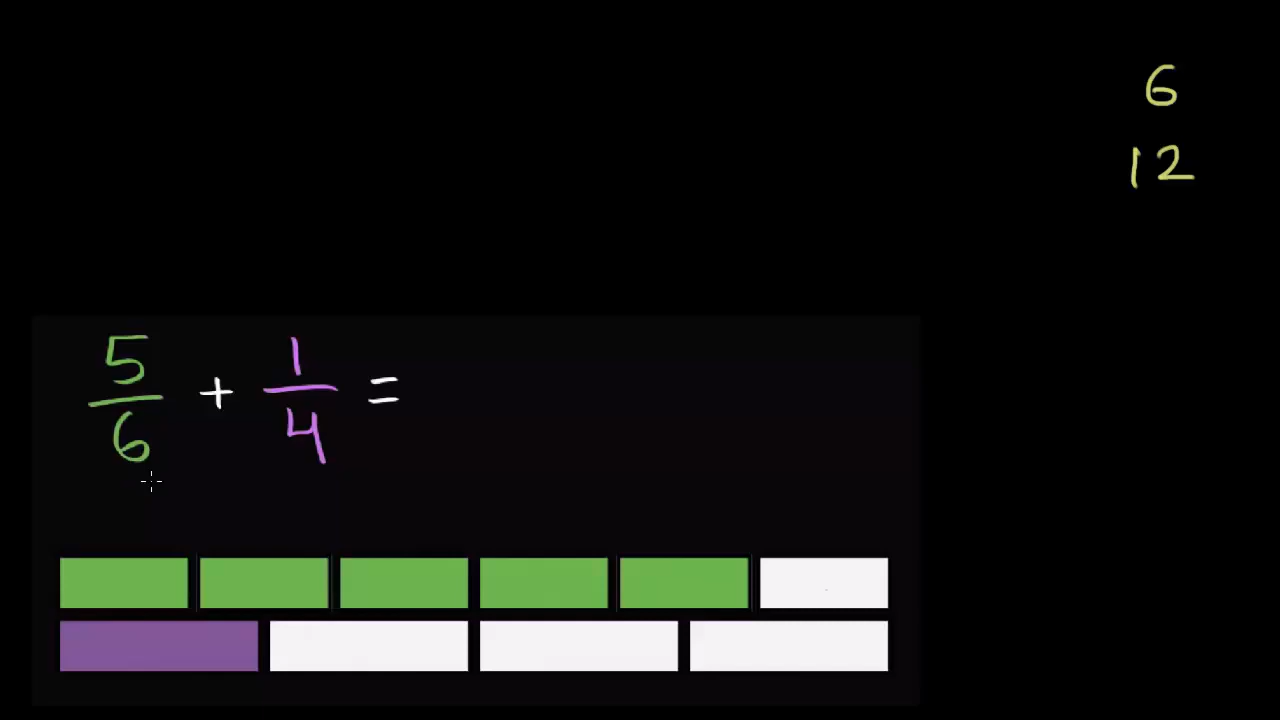 6
12
5/6 + 1/4 =